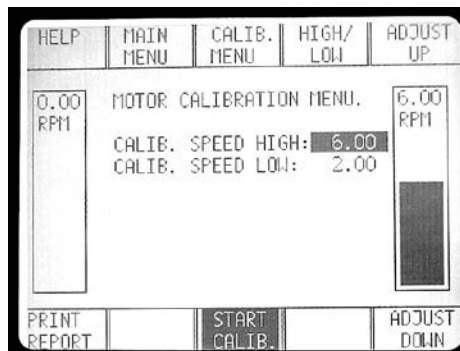 HELP
MAIN MENU
CALIB. MENU
HIGH/ LOW
ADJUST UP
0.00 RPM
MOTOR CALIBRATION MENU.
6.00 RPM
CALIB. SPEED HIGH: 6.00
CALIB. SPEED LOW: 2.00
PRINT REPORT
START CALIB.
ADJUST DOWN